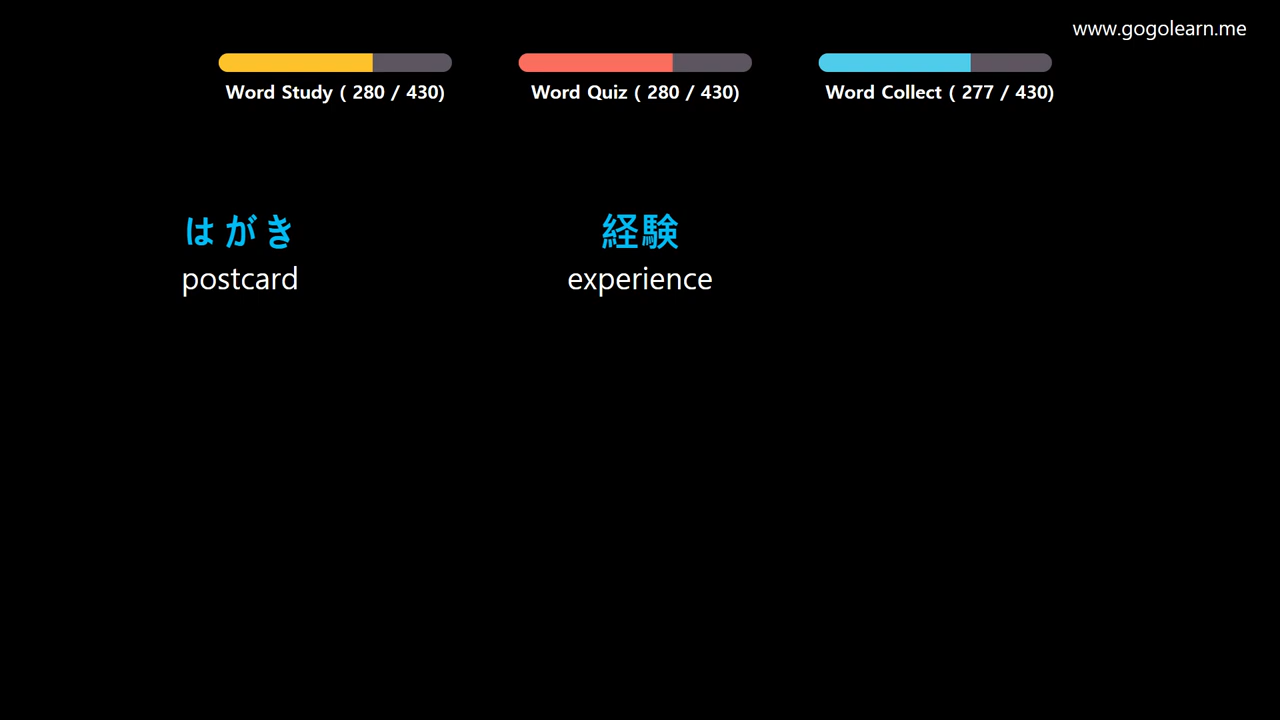 www.gogolearn.me
Word Study ( 280 / 430)
Word Quiz ( 280 / 430)
Word Collect ( 277 / 430)
はがき
postcard
経験
experience